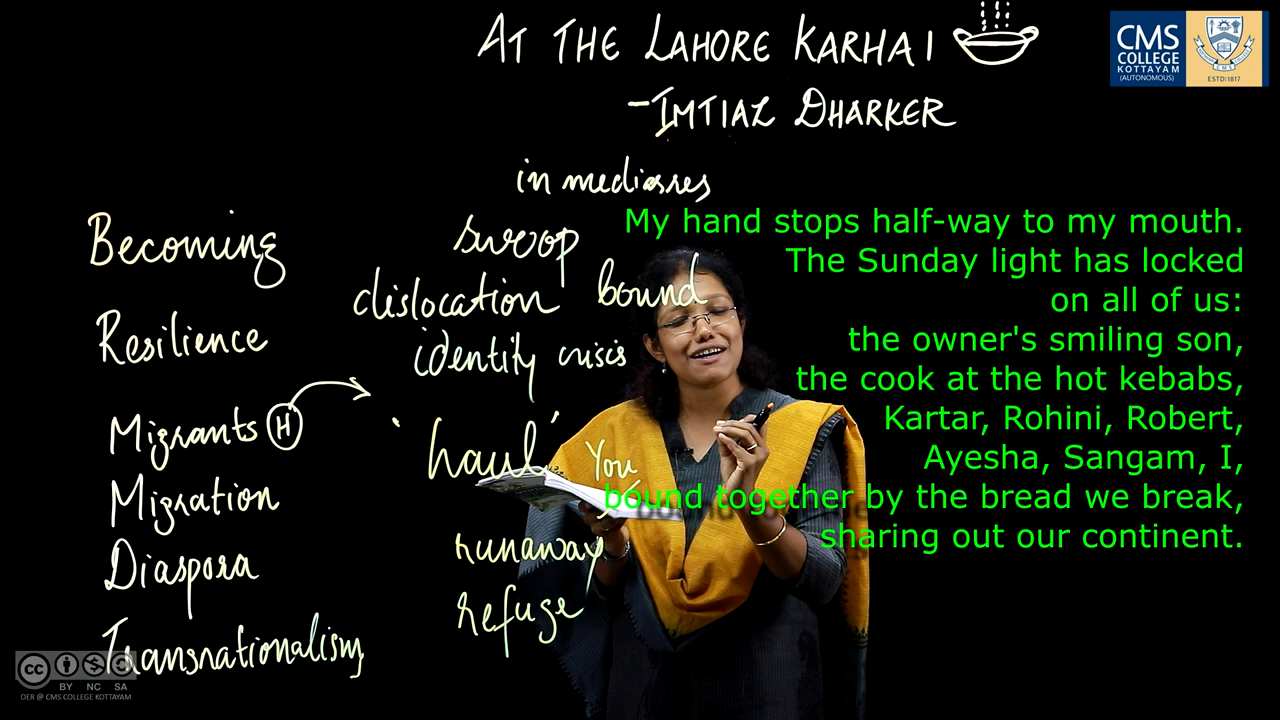 AT THE LAHORE KARHAI
-IMTIAZ DHARKER
CMS
COLLEGE
KOTTAYAM
(AUTONOMOUS)
ESTD:1817
in mediasres
Becoming
Resilience
Migrants H
Migration
Diaspora
Transnationalism
swoop
dislocation bound
identity crisis
'haul'
You
runaway
refuge
My hand stops half-way to my mouth.
The Sunday light has locked
on all of us:
the owner's smiling son,
the cook at the hot kebabs,
Kartar, Rohini, Robert,
Ayesha, Sangam, I,
bound together by the bread we break,
sharing out our continent.
cc
BY NC SA
OER @ CMS COLLEGE KOTTAYAM